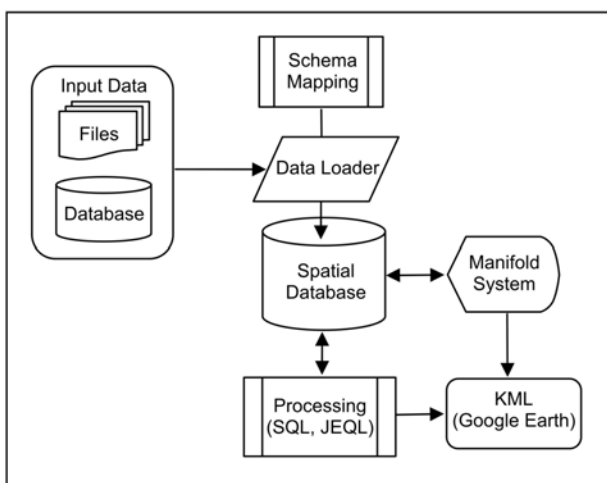 Input Data
Files
Database
Schema
Mapping
Data Loader
Spatial
Database
Manifold
System
Processing
(SQL, JEQL)
KML
(Google Earth)